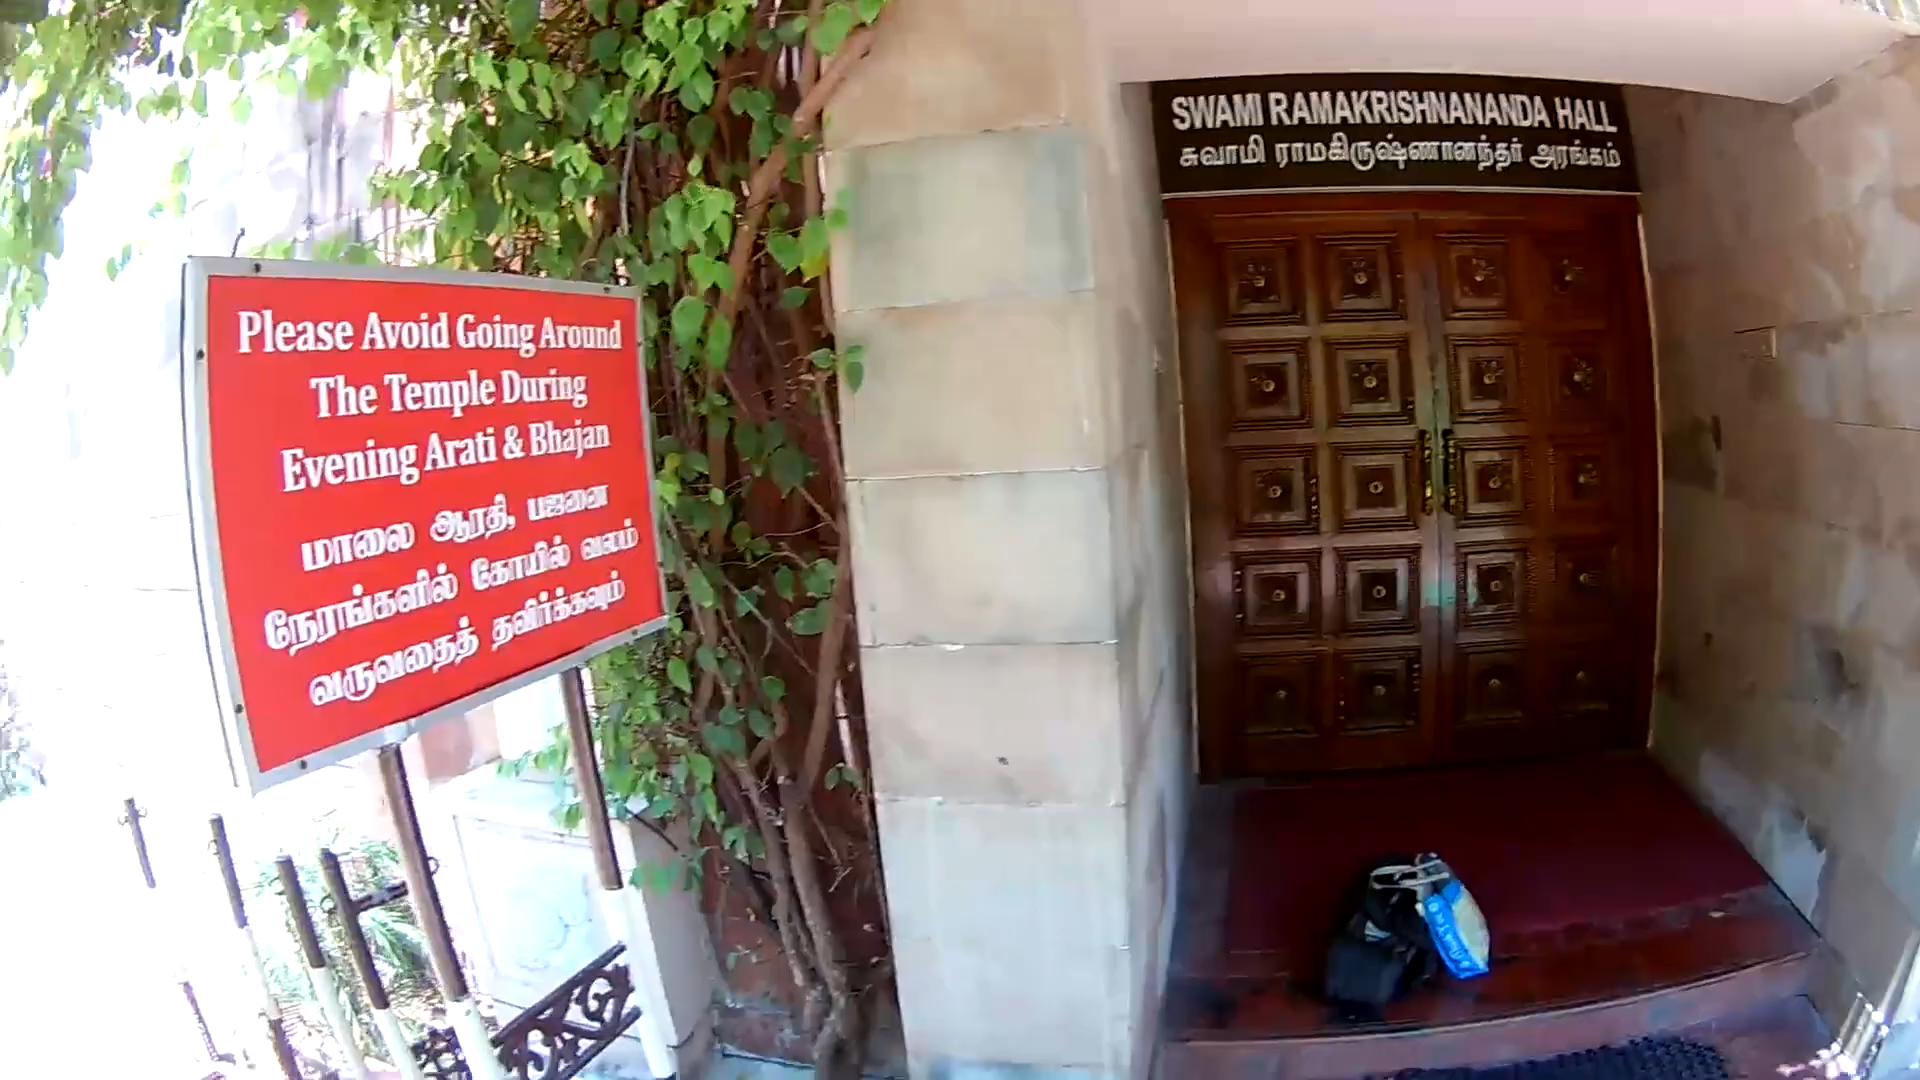 Please Avoid Going Around
The Temple During
Evening Arati & Bhajan
மாலை ஆரதி, பஜனை
நேரங்களில் கோயில் வலம்
வருவதைத் தவிர்க்கவும்
SWAMI RAMAKRISHNANANDA HALL
சுவாமி ராமகிருஷ்ணானந்தர் அரங்கம்